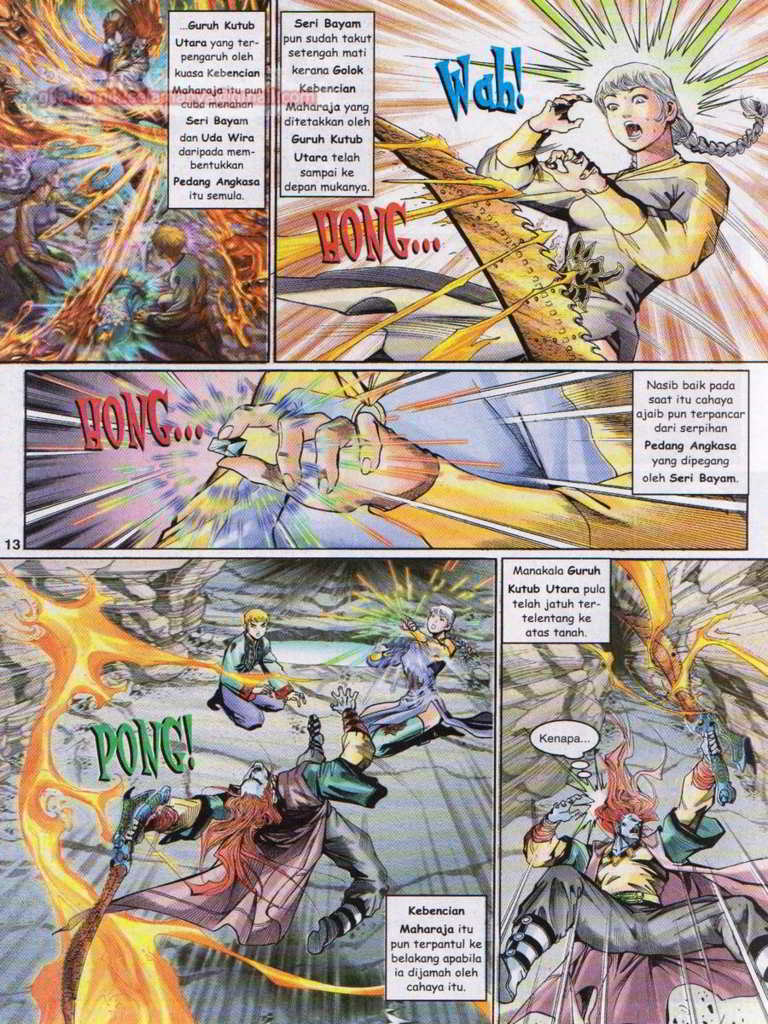 ...Guruh Kutub
Utara yang ter-
pengaruh oleh
kuasa Kebencian
Maharaja itu pun
cuba menahan
Seri Bayam
dan Uda Wira
daripada mem-
bentukkan
Pedang Angkasa
itu semula.
Seri Bayam
pun sudah takut
setengah mati
kerana Golok
Kebencian
Maharaja yang
ditetakkan oleh
Guruh Kutub
Utara telah
sampai ke
depan mukanya.
Wah!
HONG...
HONG...
Nasib baik pada
saat itu cahaya
ajaib pun terpancar
dari serpihan
Pedang Angkasa
yang dipegang
oleh Seri Bayam.
13
PONG!
Kebencian
Maharaja itu
pun terpantul ke
belakang apabila
ia dijamah oleh
cahaya itu.
Manakala Guruh
Kutub Utara pula
telah jatuh ter-
telentang ke
atas tanah.
Kenapa...